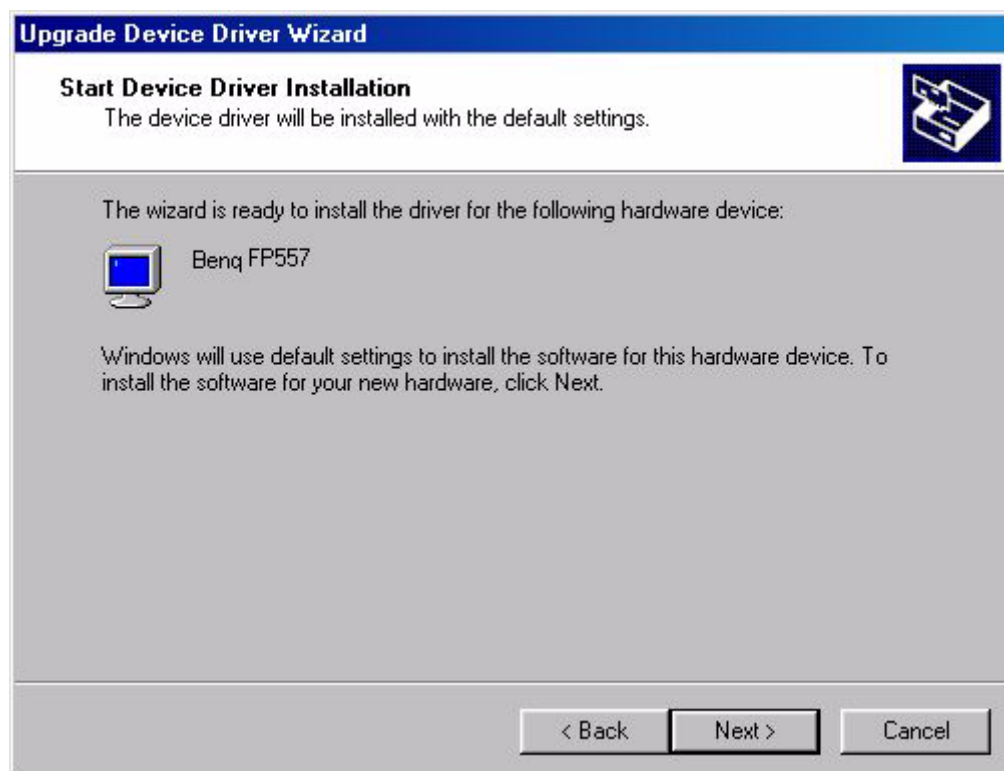 Upgrade Device Driver Wizard
Start Device Driver Installation
The device driver will be installed with the default settings.
The wizard is ready to install the driver for the following hardware device:
Benq FP557
Windows will use default settings to install the software for this hardware device. To
install the software for your new hardware, click Next.
< Back
Next >
Cancel